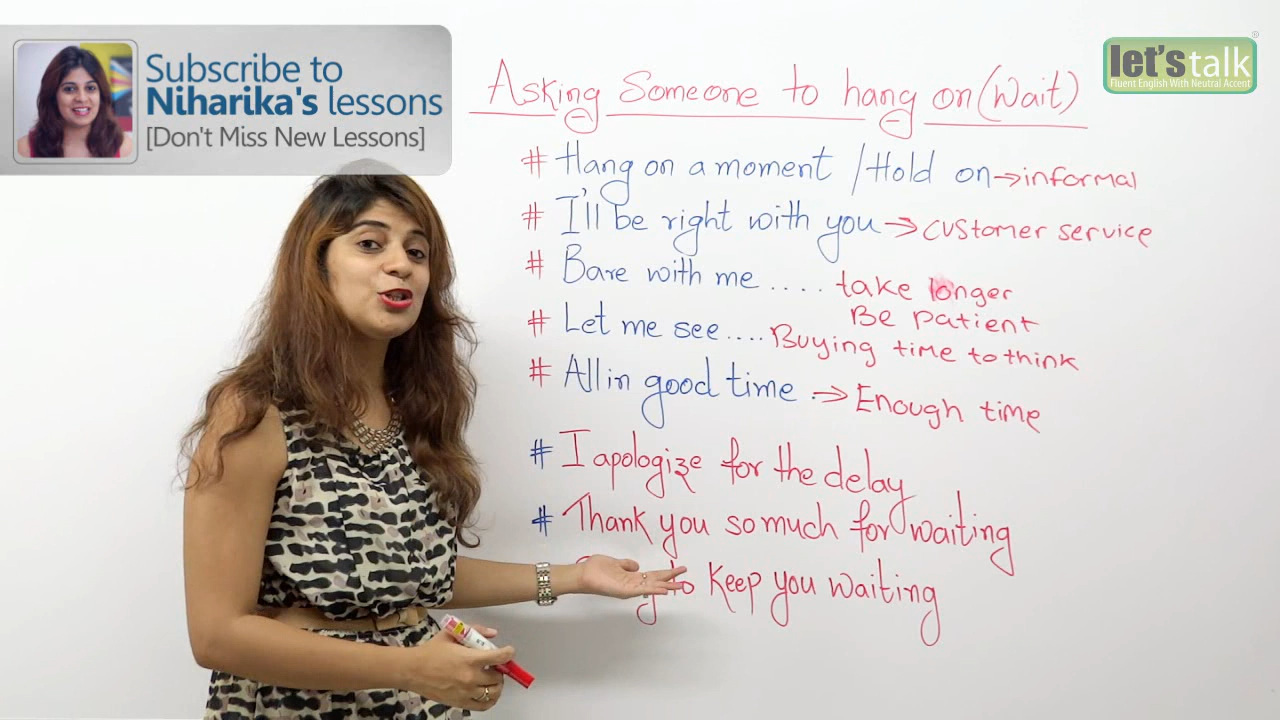 Subscribe to
Niharika's lessons
[Don't Miss New Lessons]
let's talk®
Fluent English With Neutral Accent
Asking Someone to hang on (Wait)
# Hang on a moment / Hold on → informal
# I'll be right with you → customer service
# Bare with me .... take longer
Be patient
# Let me see .... Buying time to think
# All in good time → Enough time
# I apologize for the delay
# Thank you so much for waiting
to keep you waiting